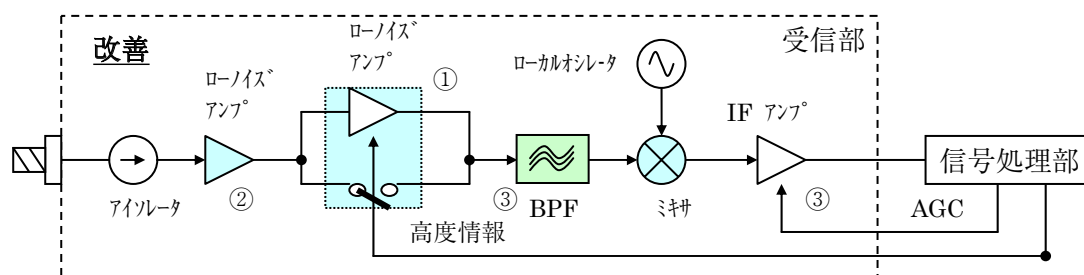 改善
受信部
ﾛｰﾉｲｽﾞ
ｱﾝﾌﾟ
①
ﾛｰﾉｲｽﾞ
ｱﾝﾌﾟ
ﾛｰｶﾙｵｼﾚｰﾀ
IF ｱﾝﾌﾟ
信号処理部
ｱｲｿﾚｰﾀ
②
③
BPF
ﾐｷｻ
③
AGC
高度情報